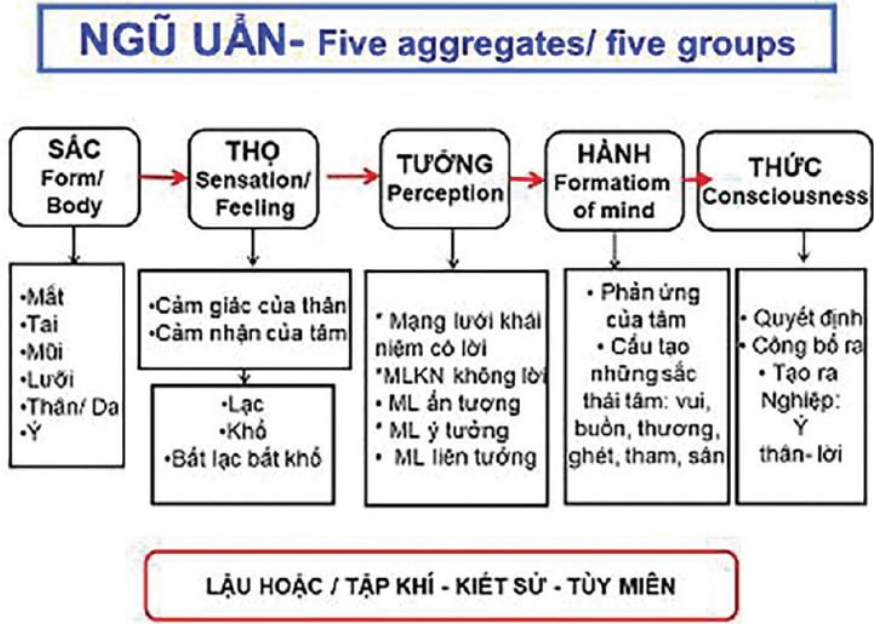 NGŨ UẨN- Five aggregates/ five groups
SẮC
Form/
Body
THỌ
Sensation/
Feeling
TƯỞNG
Perception
HÀNH
Formatiom
of mind
THỨC
Consciousness
•Mắt
•Tai
•Mũi
•Lưỡi
•Thân/ Da
•Ý
•Cảm giác của thân
•Cảm nhận của tâm
•Lạc
•Khổ
•Bất lạc bất khổ
* Mạng lưới khái
niệm có lời
*MLKN không lời
• ML ấn tượng
* ML ý tưởng
• ML liên tưởng
• Phản ứng
của tâm
• Cấu tạo
những sắc
thái tâm: vui,
buồn, thương,
ghét, tham, sân
• Quyết định
• Công bố ra
• Tạo ra
Nghiệp:
Ý
thân- lời
LẬU HOẶC / TẬP KHÍ - KIẾT SỬ - TÙY MIÊN